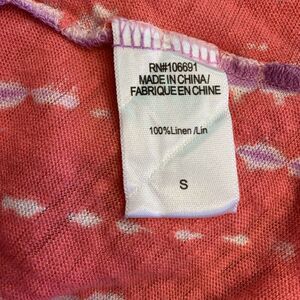 RN#106691
MADE IN CHINA/
FABRIQUE EN CHINE
100%Linen /Lin
S